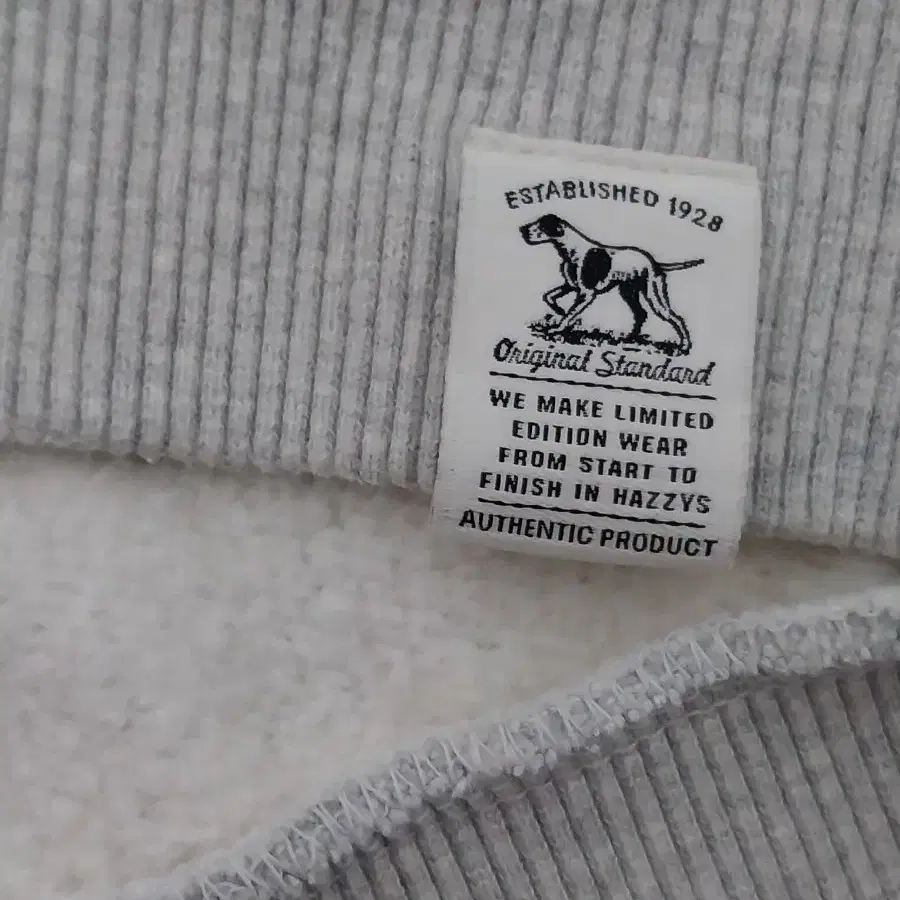 ESTABLISHED 1928
Original Standard
WE MAKE LIMITED
EDITION WEAR
FROM START TO
FINISH IN HAZZYS
AUTHENTIC PRODUCT